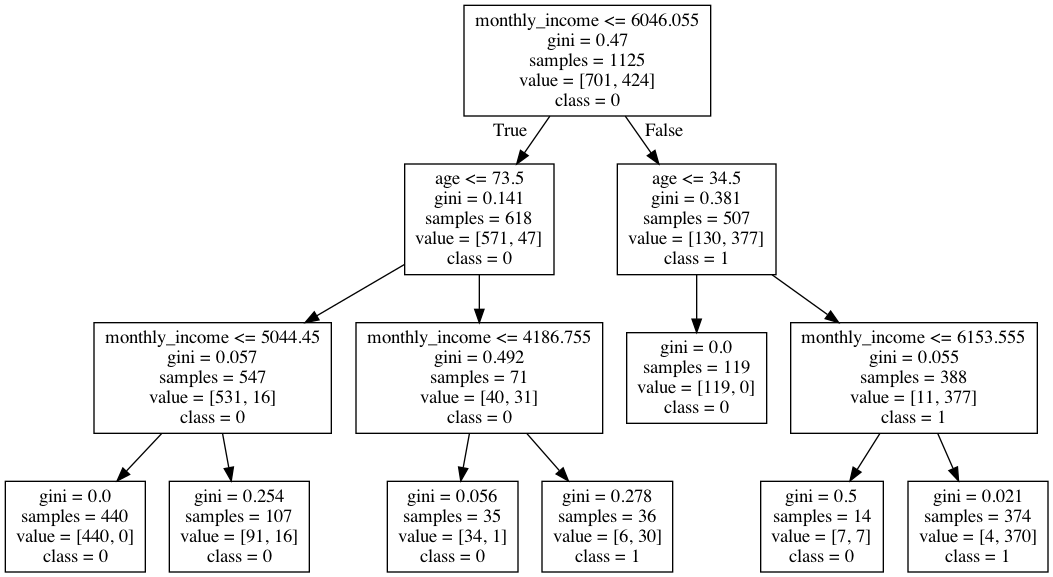 monthly_income <= 6046.055
gini = 0.47
samples = 1125
value = [701, 424]
class = 0
True
False
age <= 73.5
gini = 0.141
samples = 618
value = [571, 47]
class = 0
age <= 34.5
gini = 0.381
samples = 507
value = [130, 377]
class = 1
monthly_income <= 5044.45
gini = 0.057
samples = 547
value = [531, 16]
class = 0
monthly_income <= 4186.755
gini = 0.492
samples = 71
value = [40, 31]
class = 0
gini = 0.0
samples = 119
value = [119, 0]
class = 0
monthly_income <= 6153.555
gini = 0.055
samples = 388
value = [11, 377]
class = 1
gini = 0.0
samples = 440
value = [440, 0]
class = 0
gini = 0.254
samples = 107
value = [91, 16]
class = 0
gini = 0.056
samples = 35
value = [34, 1]
class = 0
gini = 0.278
samples = 36
value = [6, 30]
class = 1
gini = 0.5
samples = 14
value = [7, 7]
class = 0
gini = 0.021
samples = 374
value = [4, 370]
class = 1